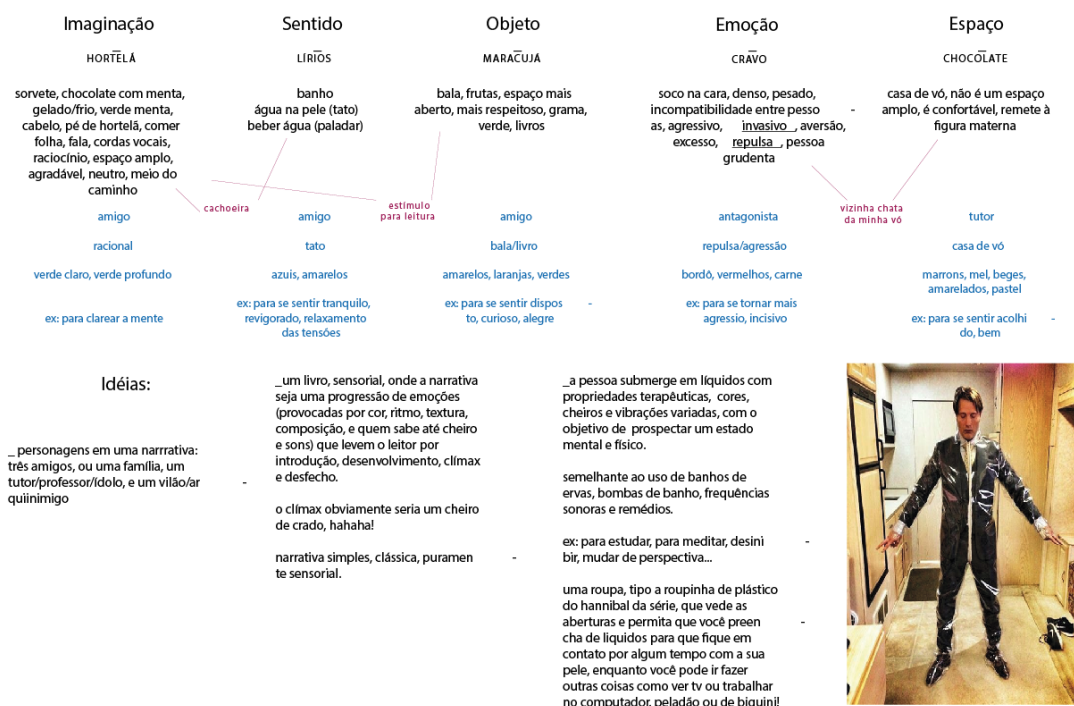 Imaginação
HORTELÃ
sorvete, chocolate com menta,
gelado/frio, verde menta,
cabelo, pé de hortelã, comer
folha, fala, cordas vocais,
raciocínio, espaço amplo,
agradável, neutro, meio do
caminho
amigo
racional
verde claro, verde profundo
ex: para clarear a mente
Sentido
LÍRIOS
banho
água na pele (tato)
beber água (paladar)
amigo
tato
azuis, amarelos
ex: para se sentir tranquilo,
revigorado, relaxamento
das tensões
Objeto
MARACUJÁ
bala, frutas, espaço mais
aberto, mais respeitoso, grama,
verde, livros
amigo
bala/livro
amarelos, laranjas, verdes
ex: para se sentir dispos -
to, curioso, alegre
Emoção
CRAVO
soco na cara, denso, pesado,
incompatibilidade entre pesso -
as, agressivo, invasivo , aversão,
excesso, repulsa , pessoa
grudenta
antagonista
repulsa/agressão
bordô, vermelhos, carne
ex: para se tornar mais
agressio, incisivo
Espaço
CHOCOLATE
casa de vó, não é um espaço
amplo, é confortável, remete à
figura materna
tutor
casa de vó
marrons, mel, beges,
amarelados, pastel
ex: para se sentir acolhi -
do, bem
cachoeira
estímulo
para leitura
vizinha chata
da minha vó
Idéias:
_ personagens em uma narrrativa:
três amigos, ou uma família, um
tutor/professor/ídolo, e um vilão/ar -
quiinimigo
_um livro, sensorial, onde a narrativa
seja uma progressão de emoções
(provocadas por cor, ritmo, textura,
composição, e quem sabe até cheiro
e sons) que levem o leitor por
introdução, desenvolvimento, clímax
e desfecho.
o clímax obviamente seria um cheiro
de crado, hahaha!
narrativa simples, clássica, puramen -
te sensorial.
_a pessoa submerge em líquidos com
propriedades terapêuticas, cores,
cheiros e vibrações variadas, com o
objetivo de prospectar um estado
mental e físico.
semelhante ao uso de banhos de
ervas, bombas de banho, frequências
sonoras e remédios.
ex: para estudar, para meditar, desini -
bir, mudar de perspectiva...
uma roupa, tipo a roupinha de plástico
do hannibal da série, que vede as
aberturas e permita que você preen -
cha de liquidos para que fique em
contato por algum tempo com a sua
pele, enquanto você pode ir fazer
outras coisas como ver tv ou trabalhar
no computador, peladão ou de biquini!